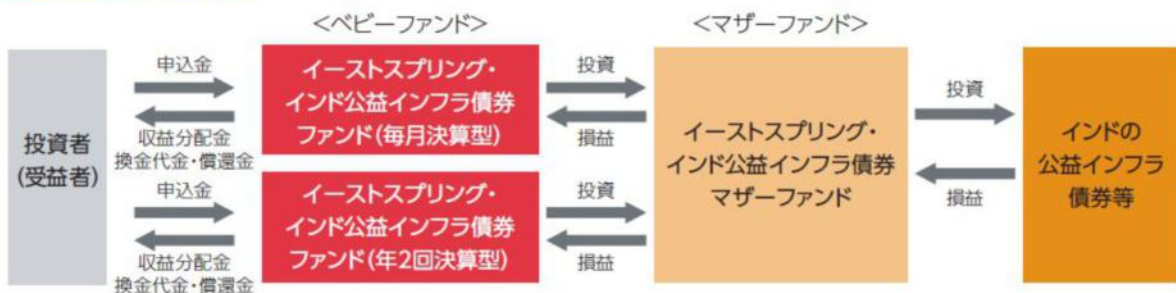 <ベビーファンド>
<マザーファンド>
投資者
(受益者)
申込金
収益分配金
換金代金・償還金
イーストスプリング・
インド公益インフラ債券
ファンド(毎月決算型)
投資
損益
申込金
収益分配金
換金代金・償還金
イーストスプリング・
インド公益インフラ債券
ファンド(年2回決算型)
投資
損益
イーストスプリング・
インド公益インフラ債券
マザーファンド
投資
損益
インドの
公益インフラ
債券等